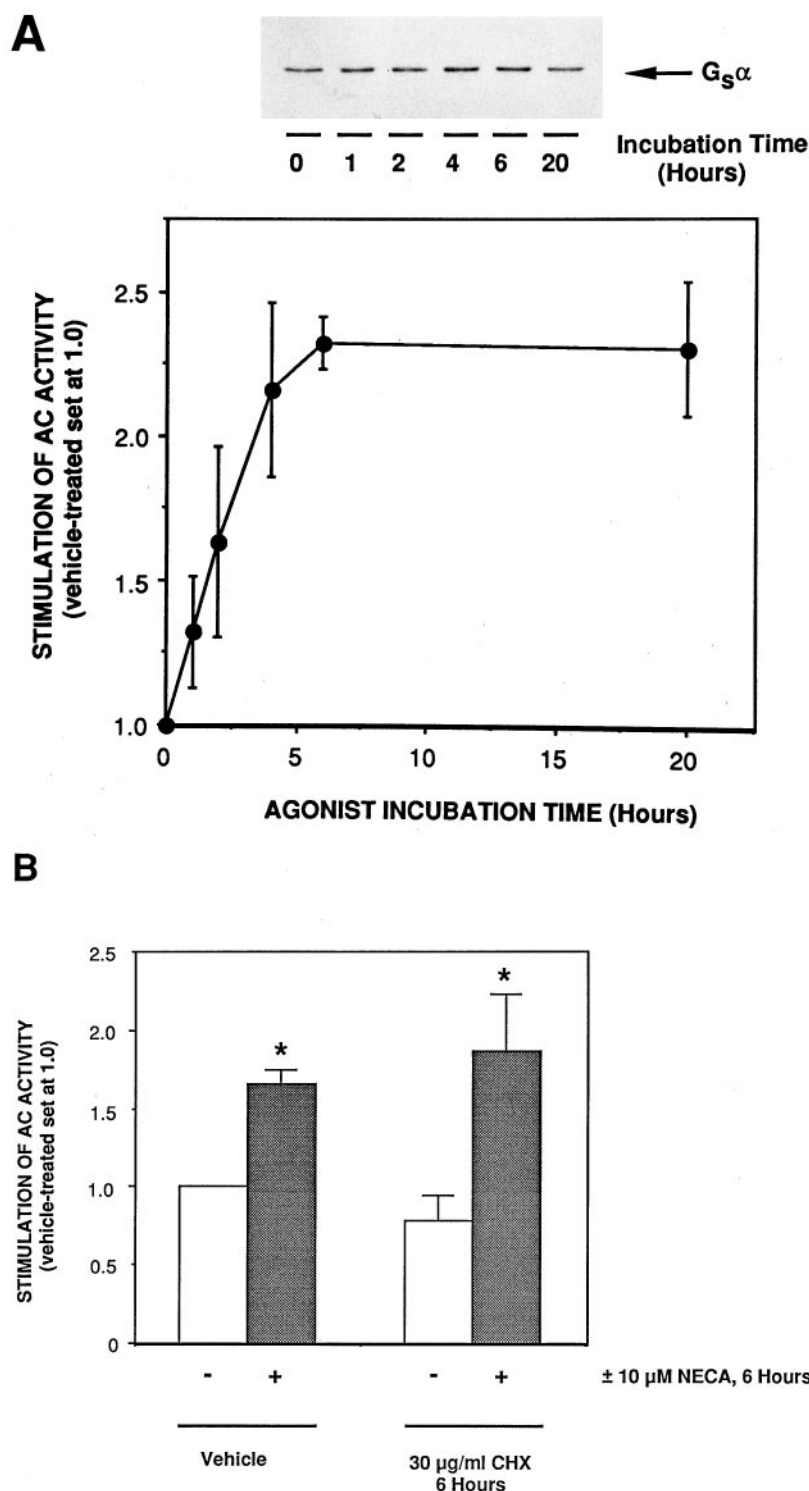 A
Gsα
0 1 2 4 6 20
Incubation Time
(Hours)
STIMULATION OF AC ACTIVITY
(vehicle-treated set at 1.0)
2.5
2.0
1.5
1.0
0 5 10 15 20
AGONIST INCUBATION TIME (Hours)
B
STIMULATION OF AC ACTIVITY
(vehicle-treated set at 1.0)
2.5
2.0
1.5
1.0
0.5
0
* *
- + - +
± 10 µM NECA, 6 Hours
Vehicle
30 µg/ml CHX
6 Hours